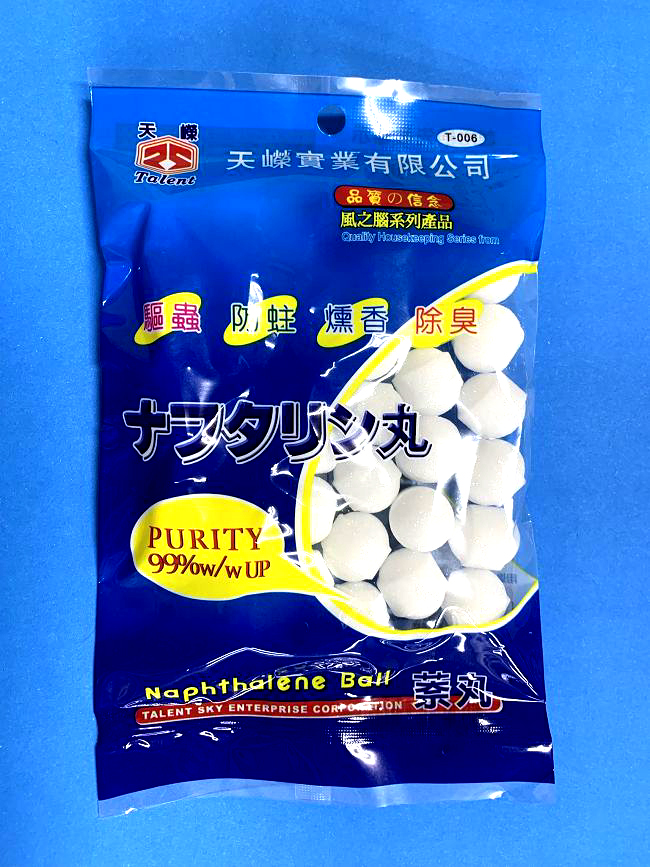 T-006
天嶸
Talent
天嶸實業有限公司
品質の信念
風之腦系列產品
Quality Housekeeping Series from
驅蟲 防蛀 燻香 除臭
ナフタリン丸
PURITY
99%w/w UP
Naphthalene Ball 萘丸
TALENT SKY ENTERPRISE CORPORATION